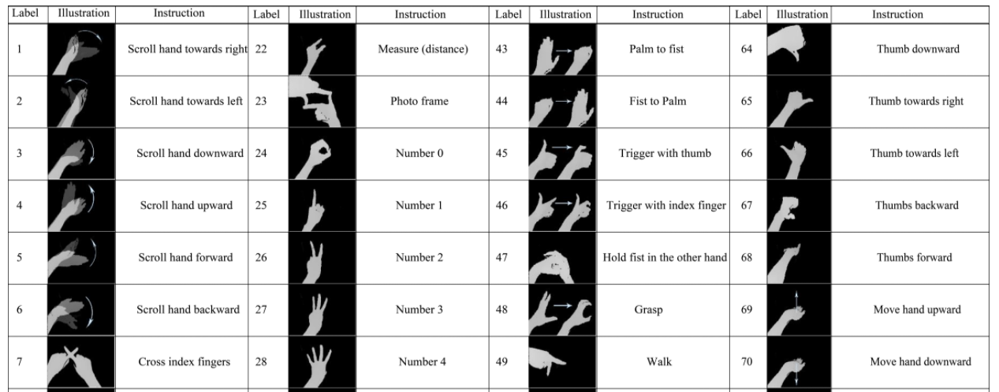 Label Illustration Instruction Label Illustration Instruction Label Illustration Instruction Label Illustration Instruction
1 Scroll hand towards right 22 Measure (distance) 43 Palm to fist 64 Thumb downward
2 Scroll hand towards left 23 Photo frame 44 Fist to Palm 65 Thumb towards right
3 Scroll hand downward 24 Number 0 45 Trigger with thumb 66 Thumb towards left
4 Scroll hand upward 25 Number 1 46 Trigger with index finger 67 Thumbs backward
5 Scroll hand forward 26 Number 2 47 Hold fist in the other hand 68 Thumbs forward
6 Scroll hand backward 27 Number 3 48 Grasp 69 Move hand upward
7 Cross index fingers 28 Number 4 49 Walk 70 Move hand downward